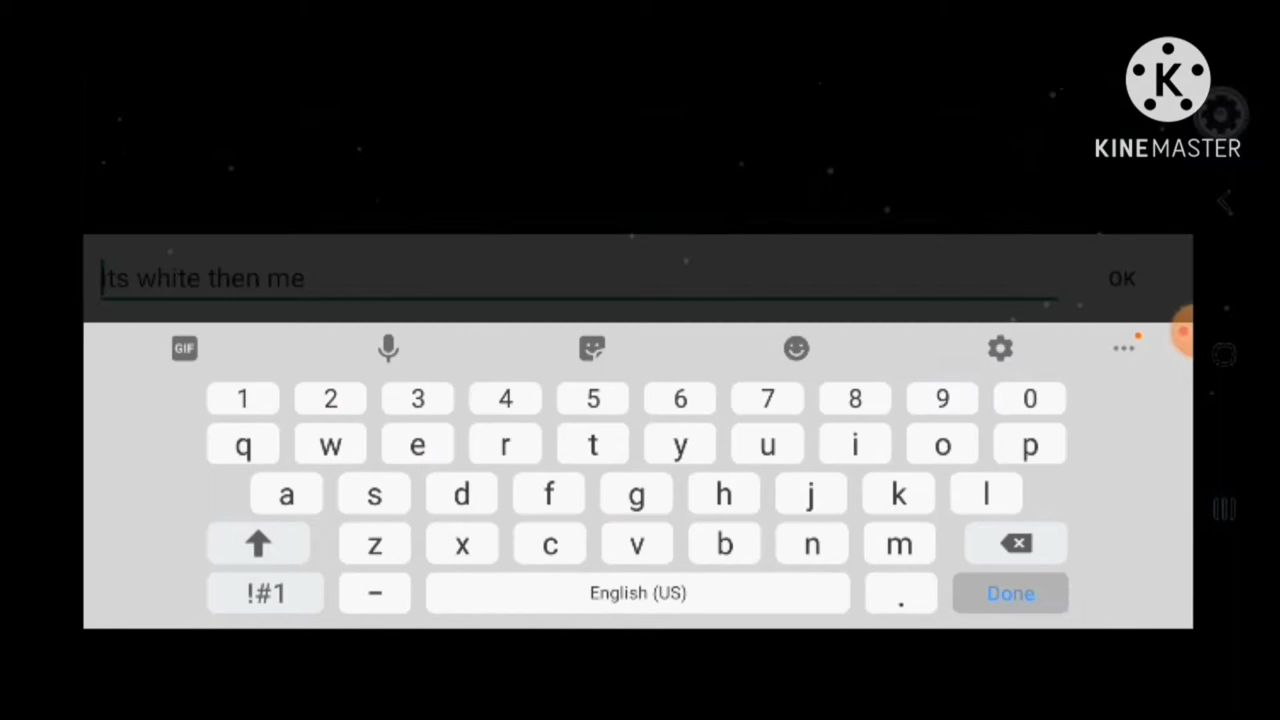 K
KINEMASTER
its white then me
OK
GIF
1 2 3 4 5 6 7 8 9 0
q w e r t y u i o p
a s d f g h j k l
z x c v b n m
!#1 - English (US) . Done